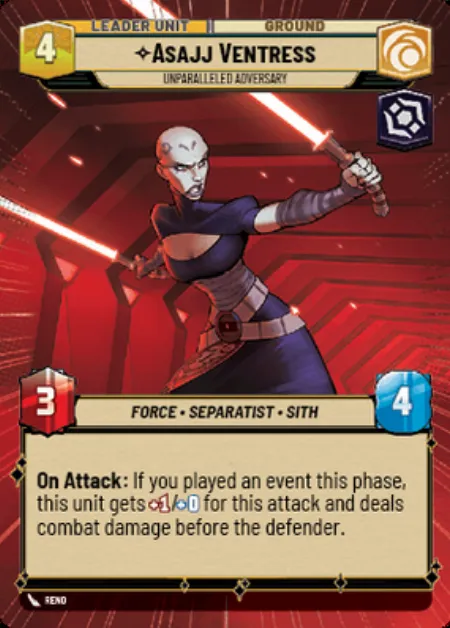 LEADER UNIT GROUND
4 ✧ASAJJ VENTRESS
UNPARALLELED ADVERSARY
3 FORCE • SEPARATIST • SITH 4
On Attack: If you played an event this phase,
this unit gets +1/+0 for this attack and deals
combat damage before the defender.
RENO